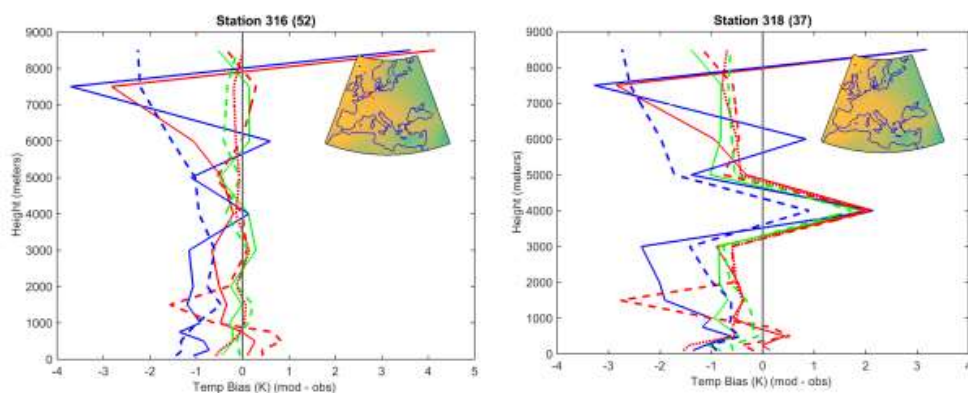 Station 316 (52)
9000
8000
7000
6000
5000
4000
3000
2000
1000
0
Height (meters)
-4 -3 -2 -1 0 1 2 3 4 5
Temp Bias (K) (mod - obs)
Station 318 (37)
9000
8000
7000
6000
5000
4000
3000
2000
1000
0
Height (meters)
-4 -3 -2 -1 0 1 2 3 4
Temp Bias (K) (mod - obs)